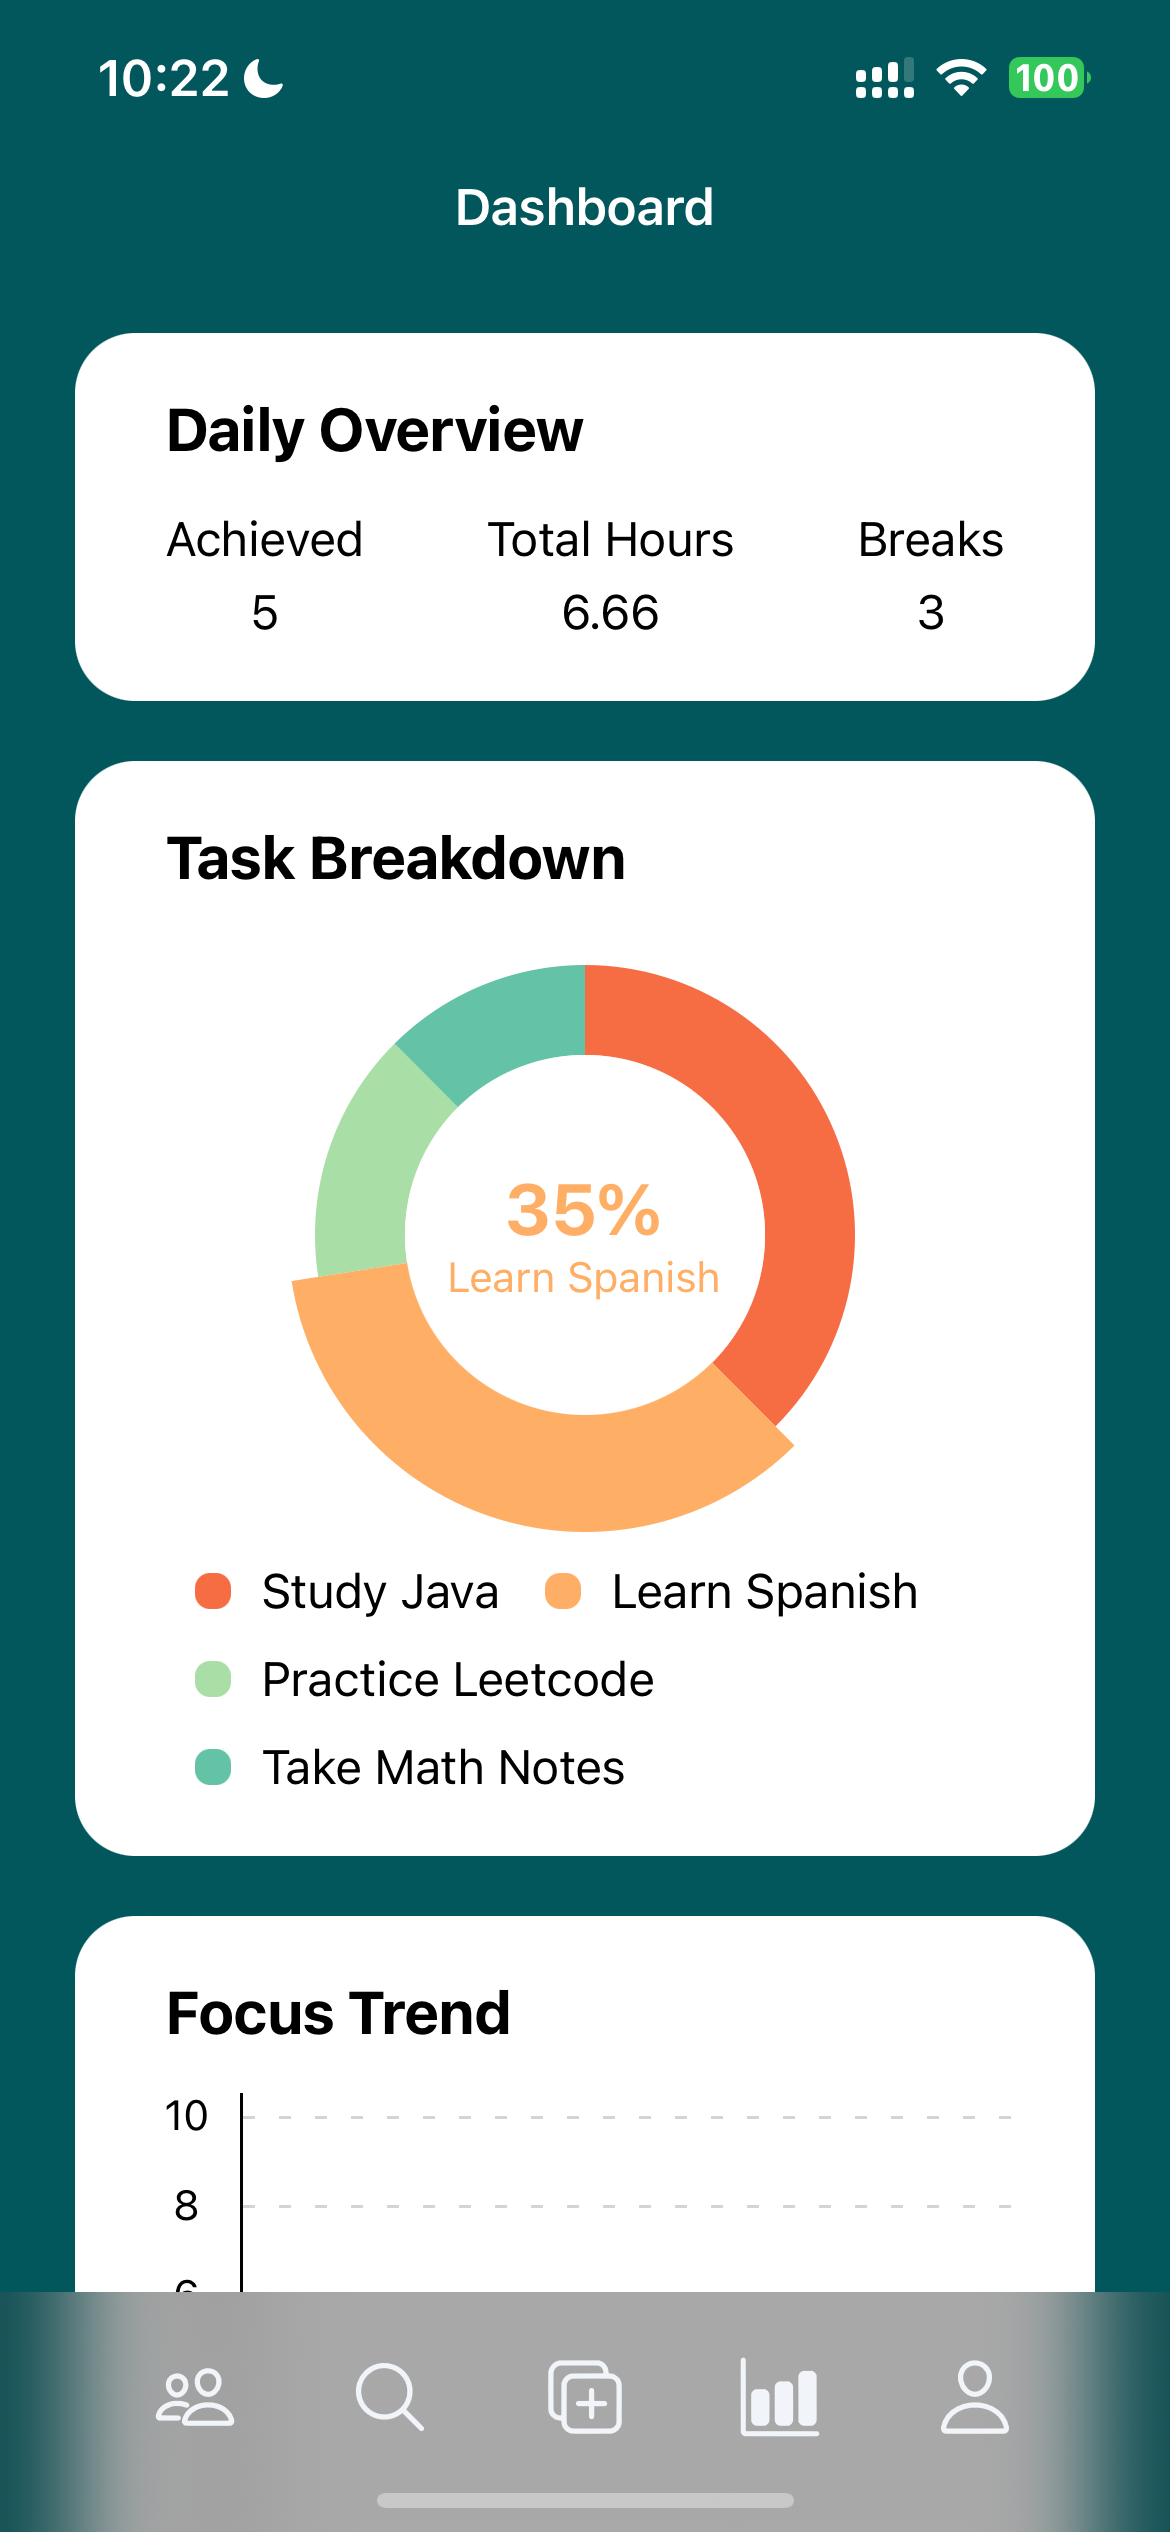 10:22
100
Dashboard
Daily Overview
Achieved Total Hours Breaks
5 6.66 3
Task Breakdown
35%
Learn Spanish
Study Java Learn Spanish
Practice Leetcode
Take Math Notes
Focus Trend
10
8